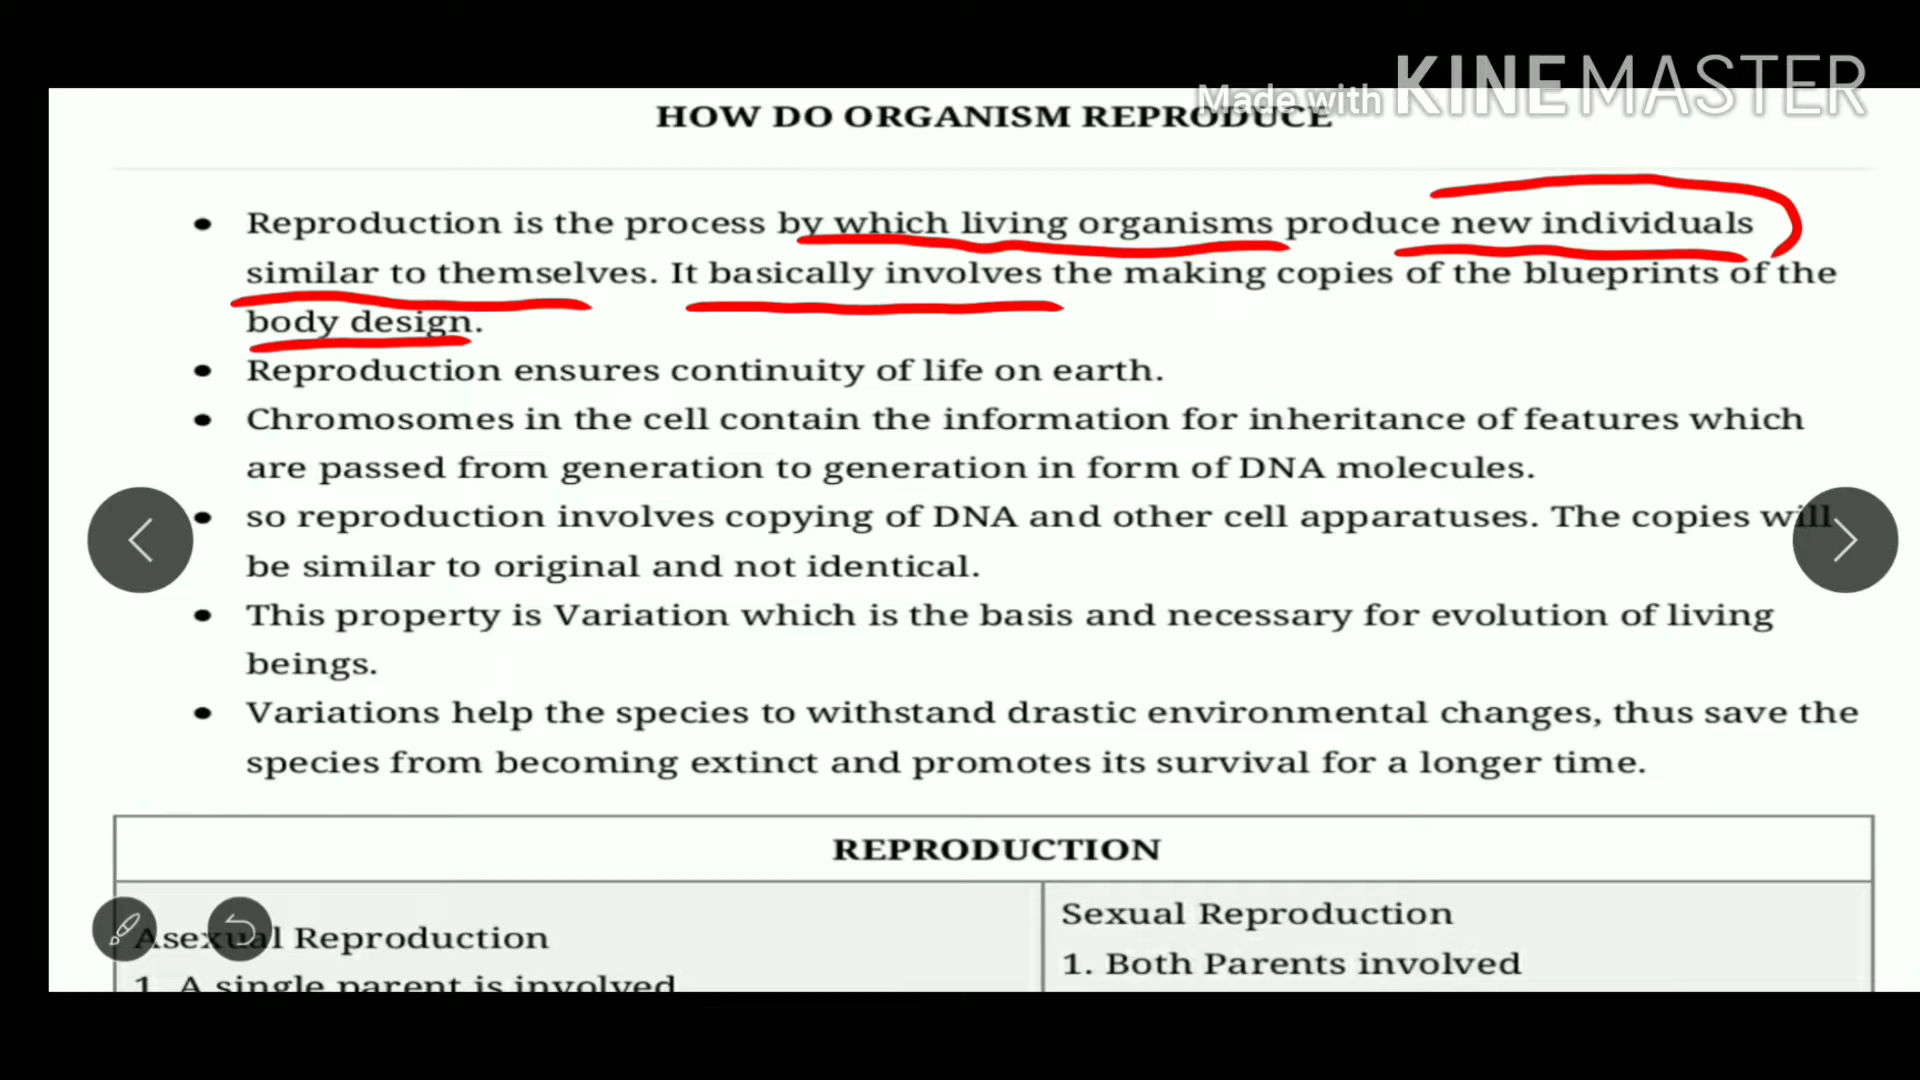 Made with KINEMASTER
HOW DO ORGANISM REPRODUCE
• Reproduction is the process by which living organisms produce new individuals
similar to themselves. It basically involves the making copies of the blueprints of the
body design.
• Reproduction ensures continuity of life on earth.
• Chromosomes in the cell contain the information for inheritance of features which
are passed from generation to generation in form of DNA molecules.
• so reproduction involves copying of DNA and other cell apparatuses. The copies will
be similar to original and not identical.
• This property is Variation which is the basis and necessary for evolution of living
beings.
• Variations help the species to withstand drastic environmental changes, thus save the
species from becoming extinct and promotes its survival for a longer time.
REPRODUCTION
Asexual Reproduction
1. A single parent is involved
Sexual Reproduction
1. Both Parents involved